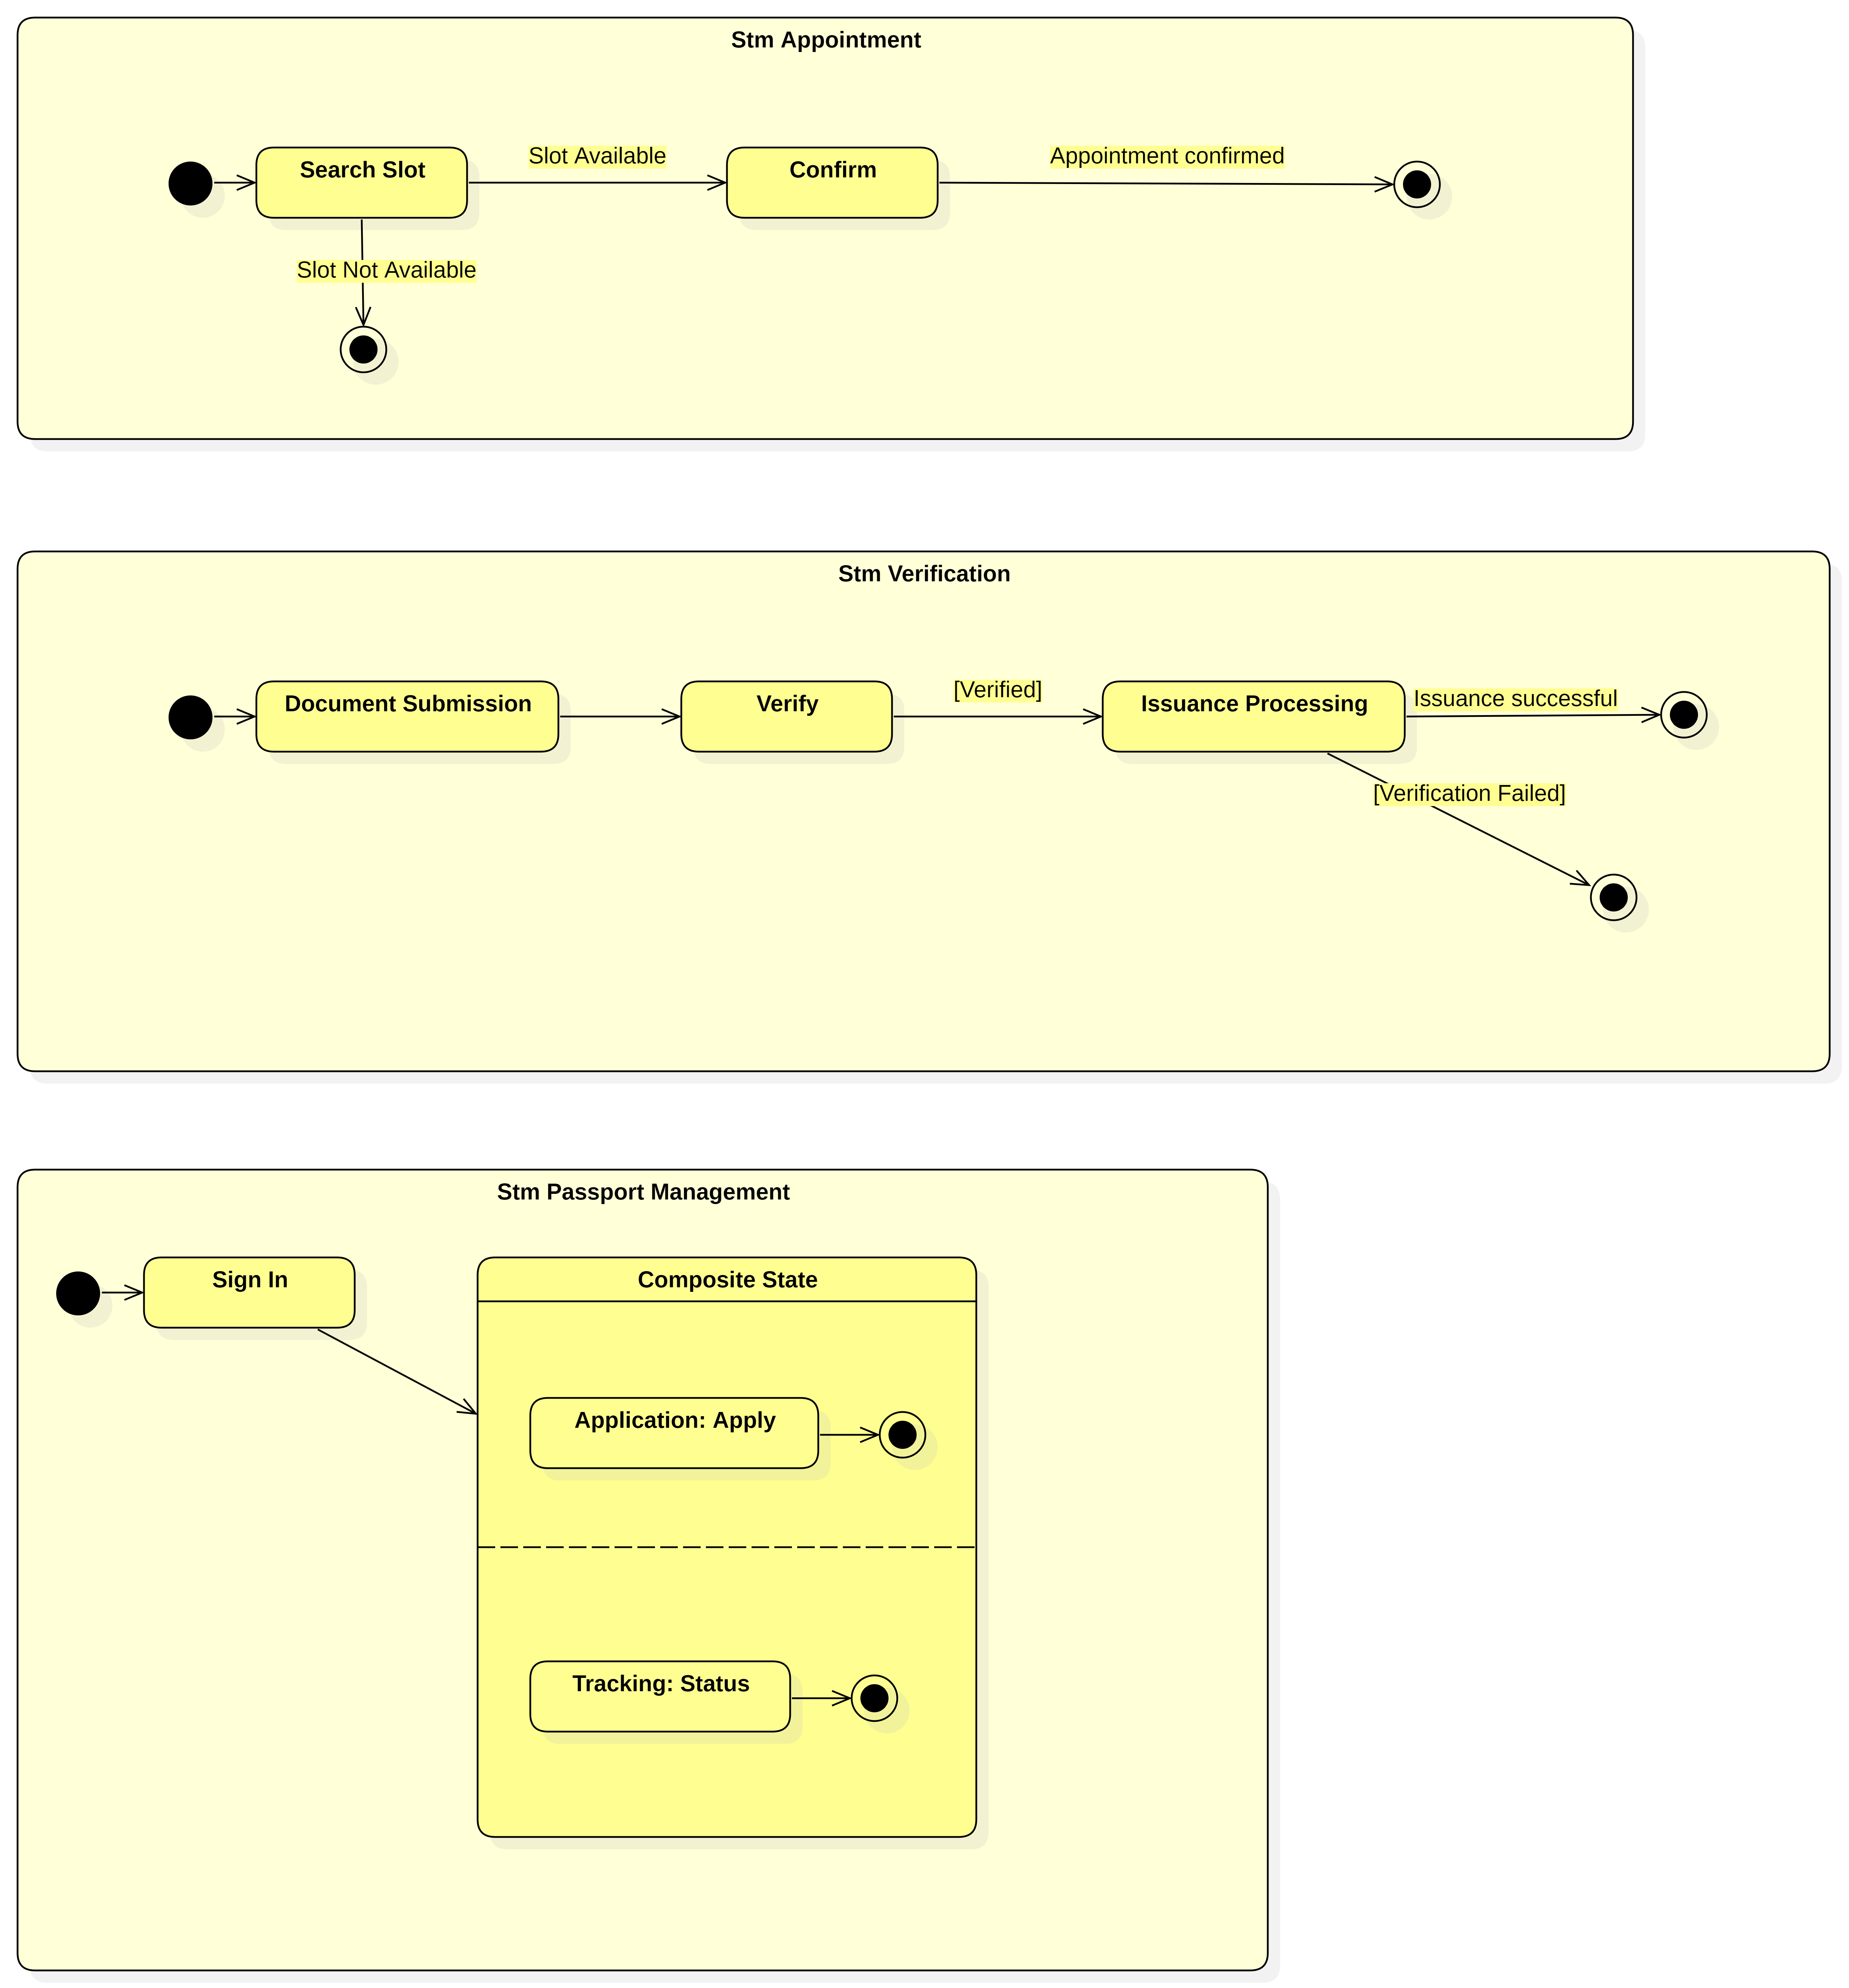 Stm Appointment
Search Slot
Slot Available
Confirm
Appointment confirmed
Slot Not Available
Stm Verification
Document Submission
Verify
[Verified]
Issuance Processing
Issuance successful
[Verification Failed]
Stm Passport Management
Sign In
Composite State
Application: Apply
Tracking: Status